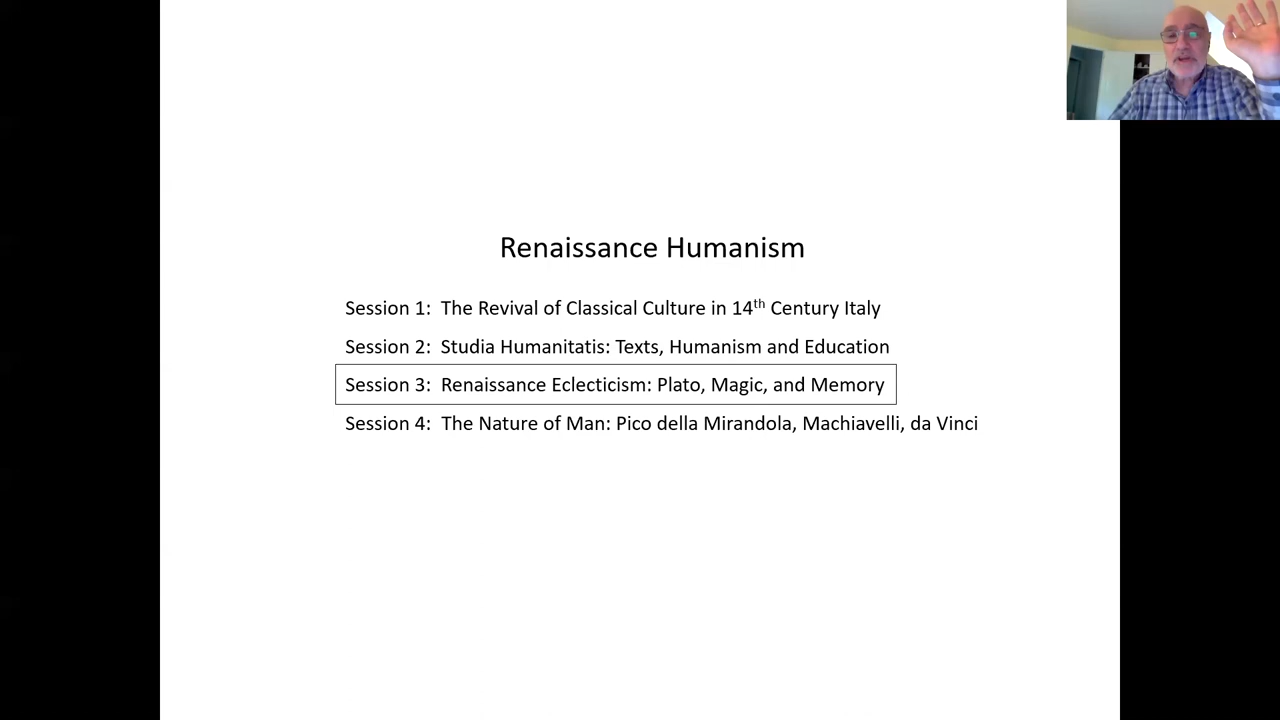 Renaissance Humanism
Session 1: The Revival of Classical Culture in 14th Century Italy
Session 2: Studia Humanitatis: Texts, Humanism and Education
Session 3: Renaissance Eclecticism: Plato, Magic, and Memory
Session 4: The Nature of Man: Pico della Mirandola, Machiavelli, da Vinci